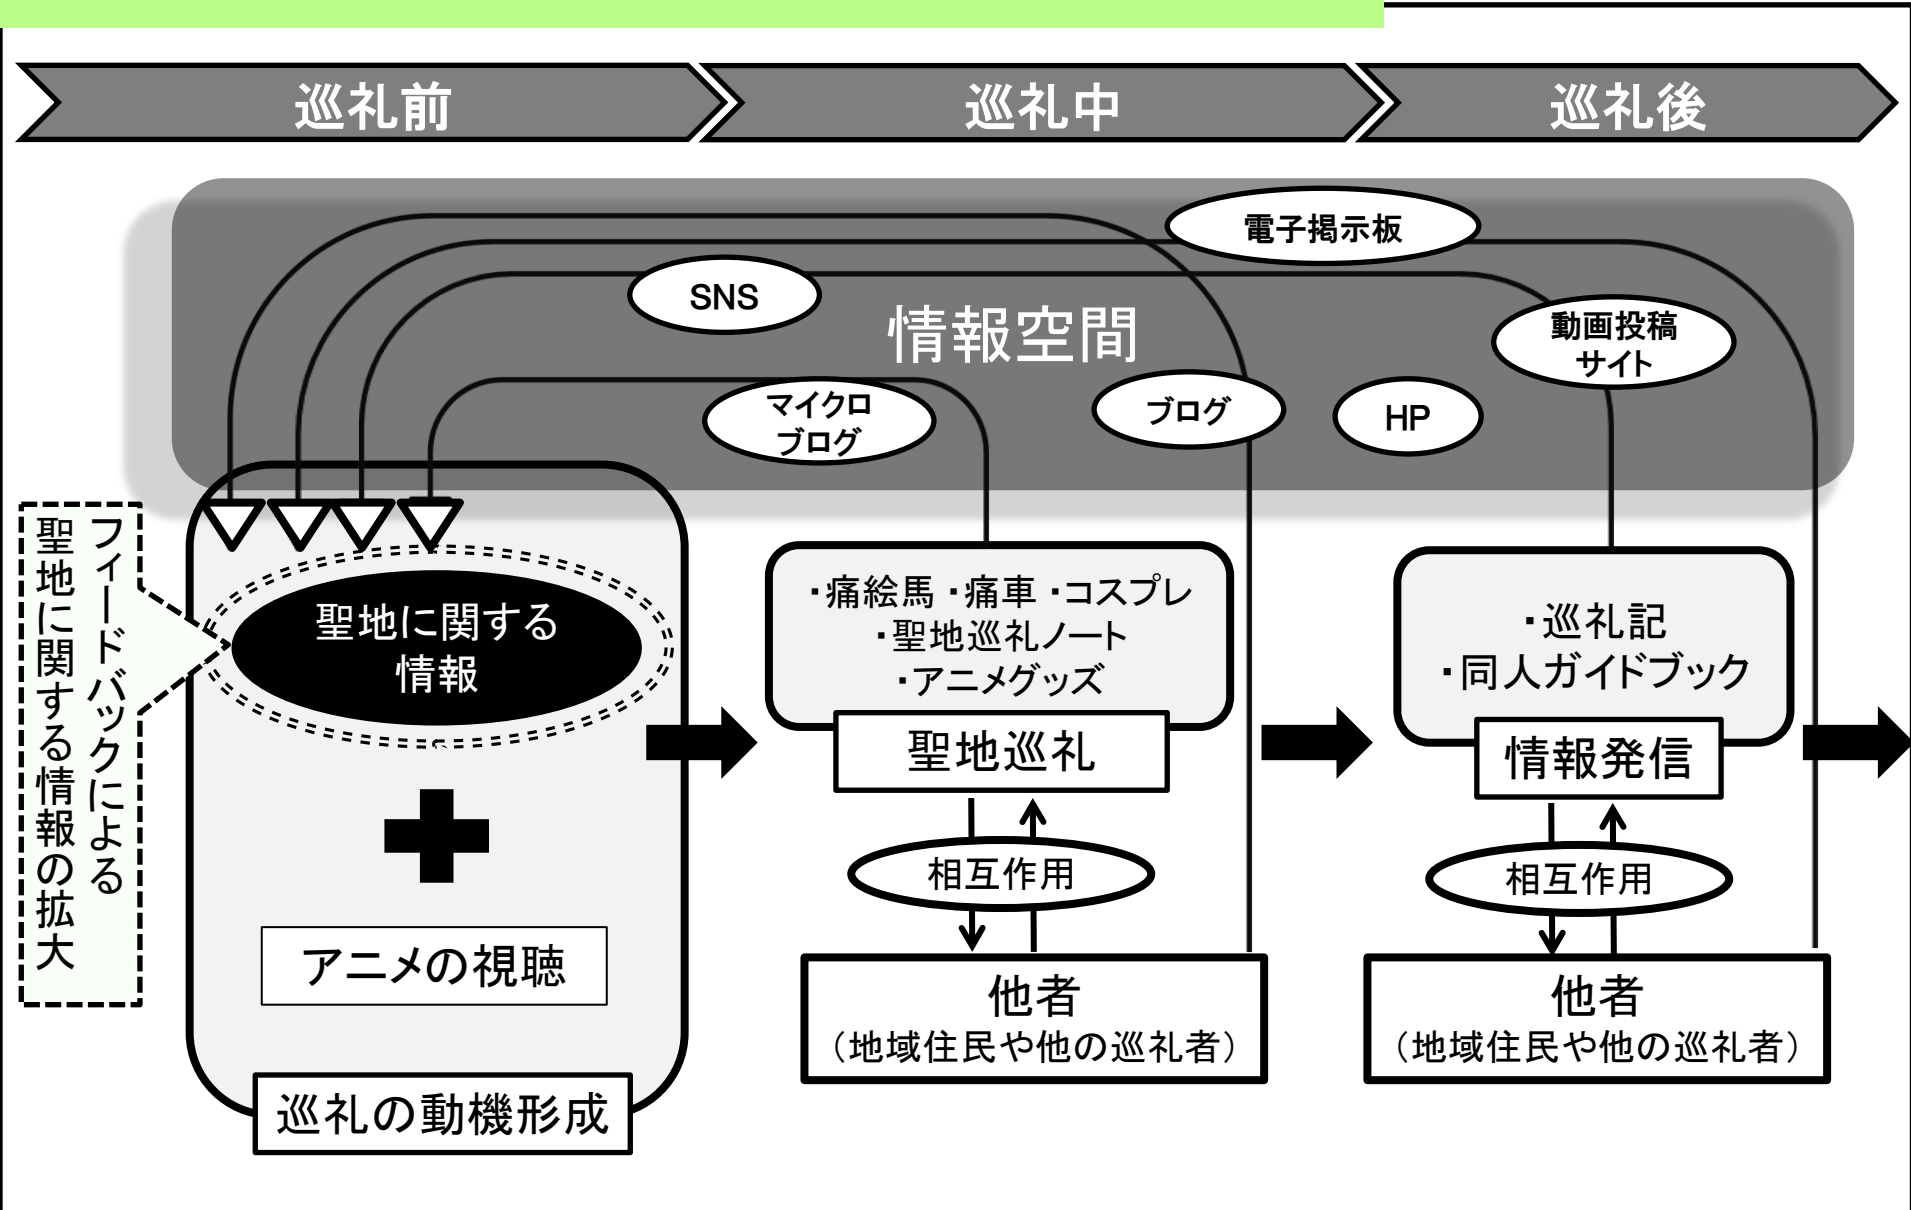 巡礼前
巡礼中
巡礼後
電子掲示板
SNS
情報空間
動画投稿
サイト
マイクロ
ブログ
ブログ
HP
フィードバックによる
聖地に関する情報の拡大
聖地に関する
情報
アニメの視聴
巡礼の動機形成
・痛絵馬・痛車・コスプレ
・聖地巡礼ノート
・アニメグッズ
聖地巡礼
相互作用
他者
（地域住民や他の巡礼者）
・巡礼記
・同人ガイドブック
情報発信
相互作用
他者
（地域住民や他の巡礼者）